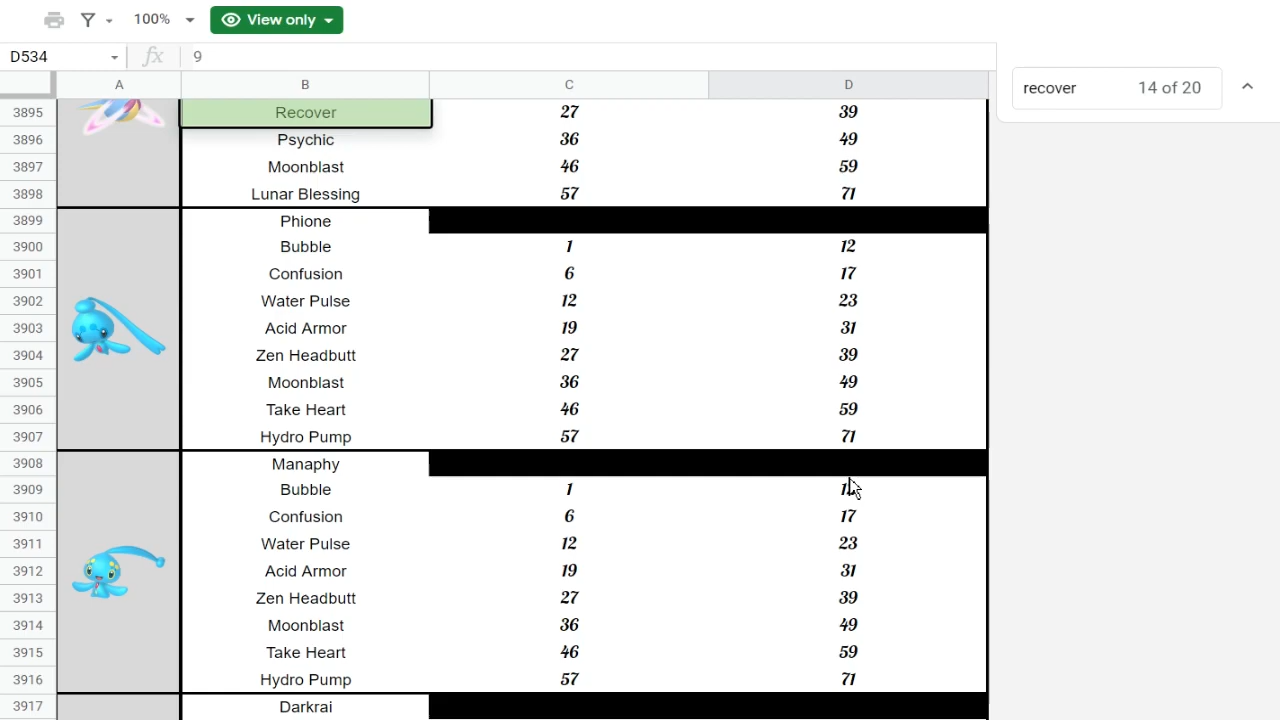 100% View only
D534 fx 9
recover 14 of 20
A B C D
3895 Recover 27 39
3896 Psychic 36 49
3897 Moonblast 46 59
3898 Lunar Blessing 57 71
3899 Phione
3900 Bubble 1 12
3901 Confusion 6 17
3902 Water Pulse 12 23
3903 Acid Armor 19 31
3904 Zen Headbutt 27 39
3905 Moonblast 36 49
3906 Take Heart 46 59
3907 Hydro Pump 57 71
3908 Manaphy
3909 Bubble 1
3910 Confusion 6 17
3911 Water Pulse 12 23
3912 Acid Armor 19 31
3913 Zen Headbutt 27 39
3914 Moonblast 36 49
3915 Take Heart 46 59
3916 Hydro Pump 57 71
3917 Darkrai